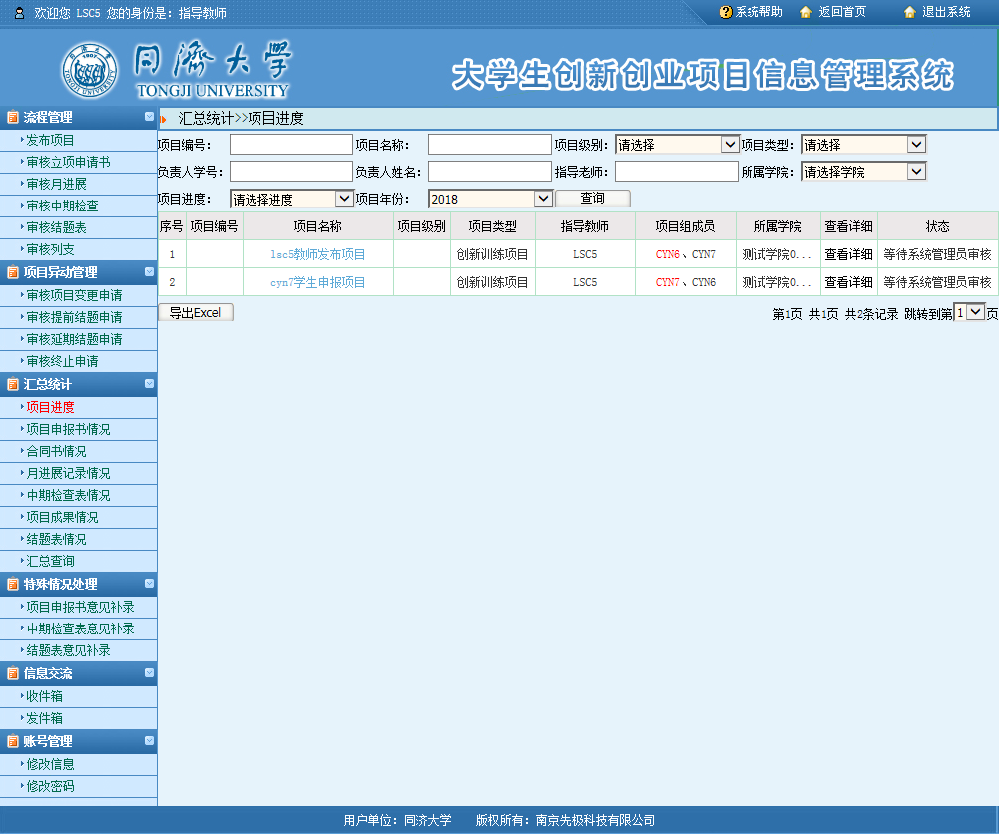 欢迎您 LSC5 您的身份是：指导教师 系统帮助 返回首页 退出系统
同济大学
TONGJI UNIVERSITY
大学生创新创业项目信息管理系统
流程管理
发布项目
审核立项申请书
审核月进展
审核中期检查
审核结题表
审核列支
项目异动管理
审核项目变更申请
审核提前结题申请
审核延期结题申请
审核终止申请
汇总统计
项目进度
项目申报书情况
合同书情况
月进展记录情况
中期检查表情况
项目成果情况
结题表情况
汇总查询
特殊情况处理
项目申报书意见补录
中期检查表意见补录
结题表意见补录
信息交流
收件箱
发件箱
账号管理
修改信息
修改密码
汇总统计>>项目进度
项目编号： 项目名称： 项目级别： 请选择 项目类型： 请选择
负责人学号： 负责人姓名： 指导老师： 所属学院： 请选择学院
项目进度： 请选择进度 项目年份： 2018 查询
序号 项目编号 项目名称 项目级别 项目类型 指导教师 项目组成员 所属学院 查看详细 状态
1 lsc5教师发布项目 创新训练项目 LSC5 CYN6、CYN7 测试学院0... 查看详细 等待系统管理员审核
2 cyn7学生申报项目 创新训练项目 LSC5 CYN7、CYN6 测试学院0... 查看详细 等待系统管理员审核
导出Excel 第1页 共1页 共2条记录 跳转到第 1 页
用户单位：同济大学 版权所有：南京先极科技有限公司